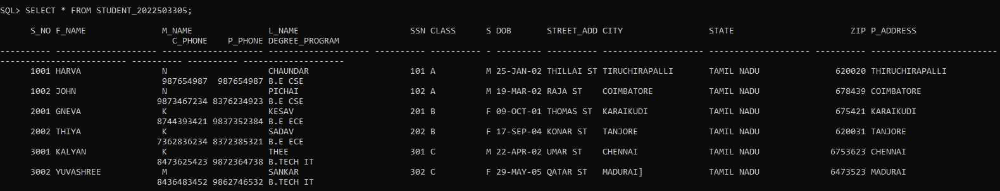 SQL> SELECT * FROM STUDENT_2022503305;
S_NO F_NAME M_NAME L_NAME SSN CLASS S DOB STREET_ADD CITY STATE ZIP P_ADDRESS
C_PHONE P_PHONE DEGREE_PROGRAM
---------- -------------------- -------------------- -------------------- ---------- ---------- - --------- ---------- -------------------- -------------------- ---------- -------------------------
------------------------- ---------- ---------- --------------------
1001 HARVA N CHAUNDAR 101 A M 25-JAN-02 THILLAI ST TIRUCHIRAPALLI TAMIL NADU 620020 THIRUCHIRAPALLI
987654987 987654987 B.E CSE
1002 JOHN N PICHAI 102 A M 19-MAR-02 RAJA ST COIMBATORE TAMIL NADU 678439 COIMBATORE
9873467234 8376234923 B.E CSE
2001 GNEVA K KESAV 201 B F 09-OCT-01 THOMAS ST KARAIKUDI TAMIL NADU 675421 KARAIKUDI
8744393421 9837352384 B.E ECE
2002 THIYA K SADAV 202 B F 17-SEP-04 KONAR ST TANJORE TAMIL NADU 620031 TANJORE
7362836234 8372385321 B.E ECE
3001 KALYAN K THEE 301 C M 22-APR-02 UMAR ST CHENNAI TAMIL NADU 6753623 CHENNAI
8473625423 9872364738 B.TECH IT
3002 YUVASHREE M SANKAR 302 C F 29-MAY-05 QATAR ST MADURAI] TAMIL NADU 6473523 MADURAI
8436483452 9862746532 B.TECH IT